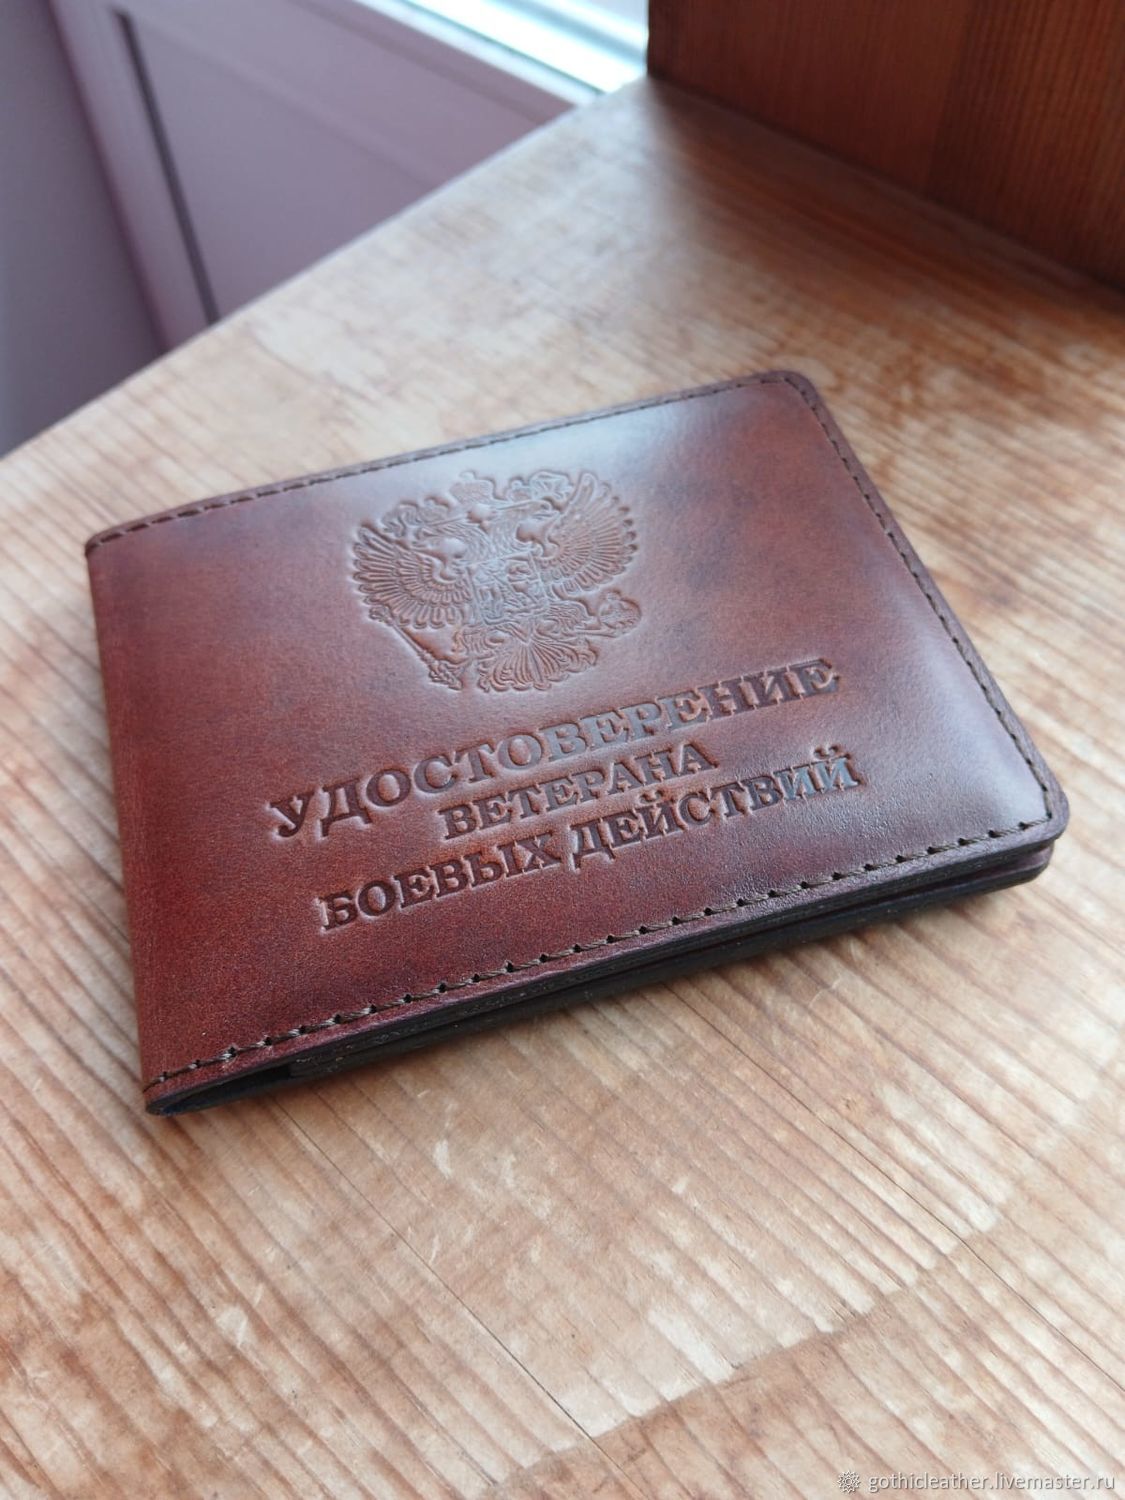 УДОСТОВЕРЕНИЕ
ВЕТЕРАНА
БОЕВЫХ ДЕЙСТВИЙ
gothicleather.livemaster.ru